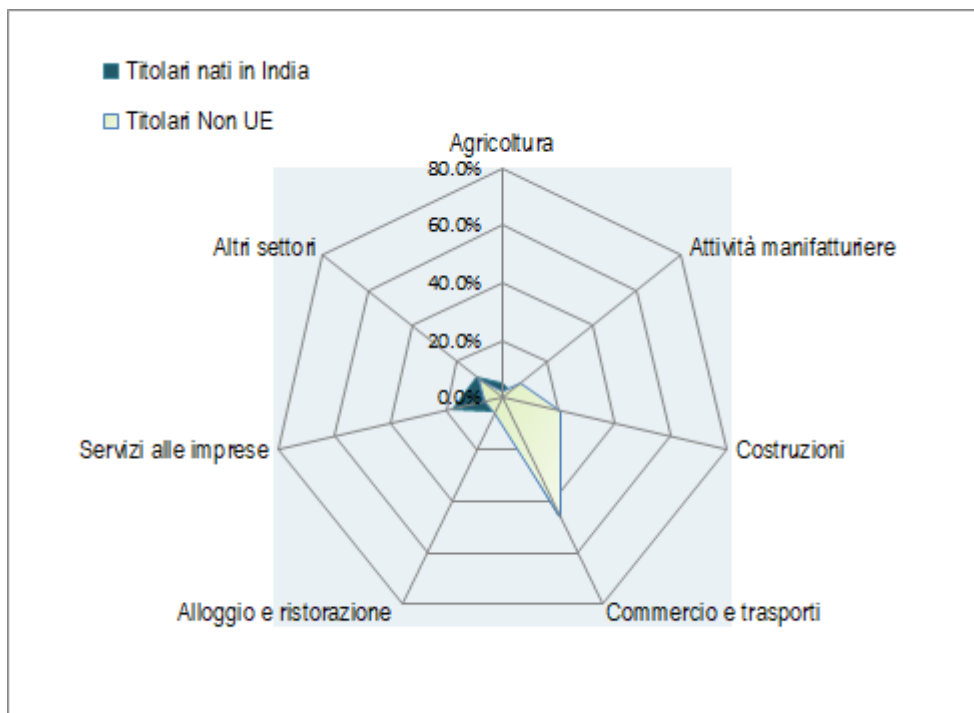 Titolari nati in India
Titolari Non UE
Agricoltura
80.0%
60.0%
Altri settori
Attività manifatturiere
40.0%
20.0%
0.0%
Servizi alle imprese
Costruzioni
Alloggio e ristorazione
Commercio e trasporti